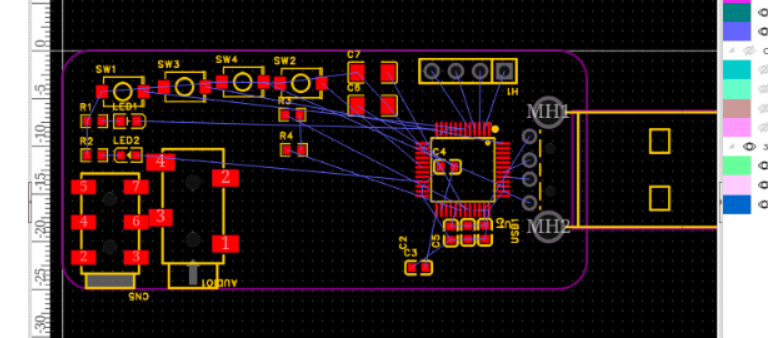 0
-5
-10
-15
-20
-25
-30
SW1
SW3
SW4
SW2
C7
C6
H1
R1
LED1
R2
LED2
R3
R4
C4
MH1
MH2
USB1
4
2
3
1
5
7
4
6
2
3
C2
C3
C5
CN5
AUDIO1
3